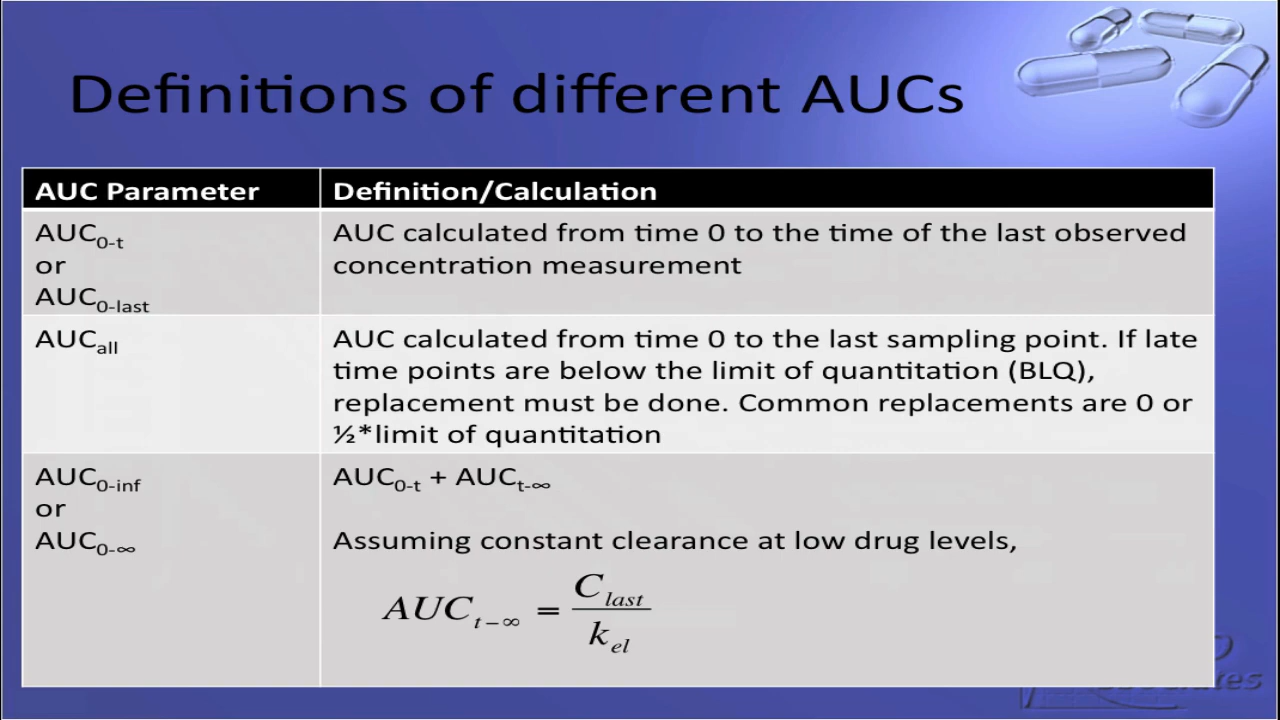 Definitions of different AUCs
AUC Parameter
Definition/Calculation
AUC0-t
or
AUC0-last
AUC calculated from time 0 to the time of the last observed
concentration measurement
AUCall
AUC calculated from time 0 to the last sampling point. If late
time points are below the limit of quantitation (BLQ),
replacement must be done. Common replacements are 0 or
½*limit of quantitation
AUC0-inf
or
AUC0-∞
AUC0-t + AUCt-∞
Assuming constant clearance at low drug levels,
AUC t-∞ = C last / k el